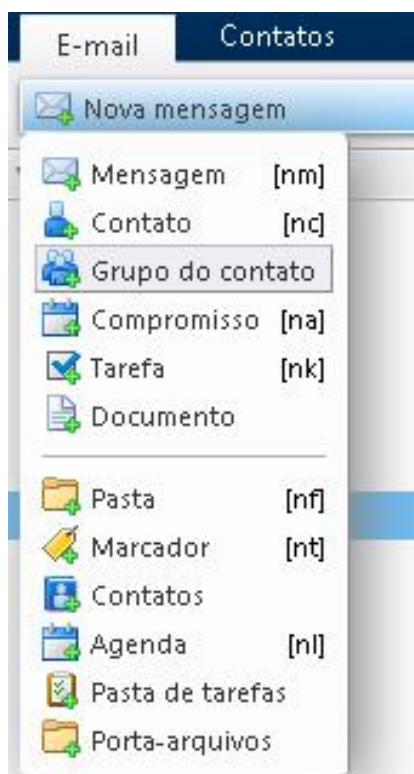 E-mail Contatos
Nova mensagem
Mensagem [nm]
Contato [nc]
Grupo do contato
Compromisso [na]
Tarefa [nk]
Documento
Pasta [nf]
Marcador [nt]
Contatos
Agenda [nl]
Pasta de tarefas
Porta-arquivos